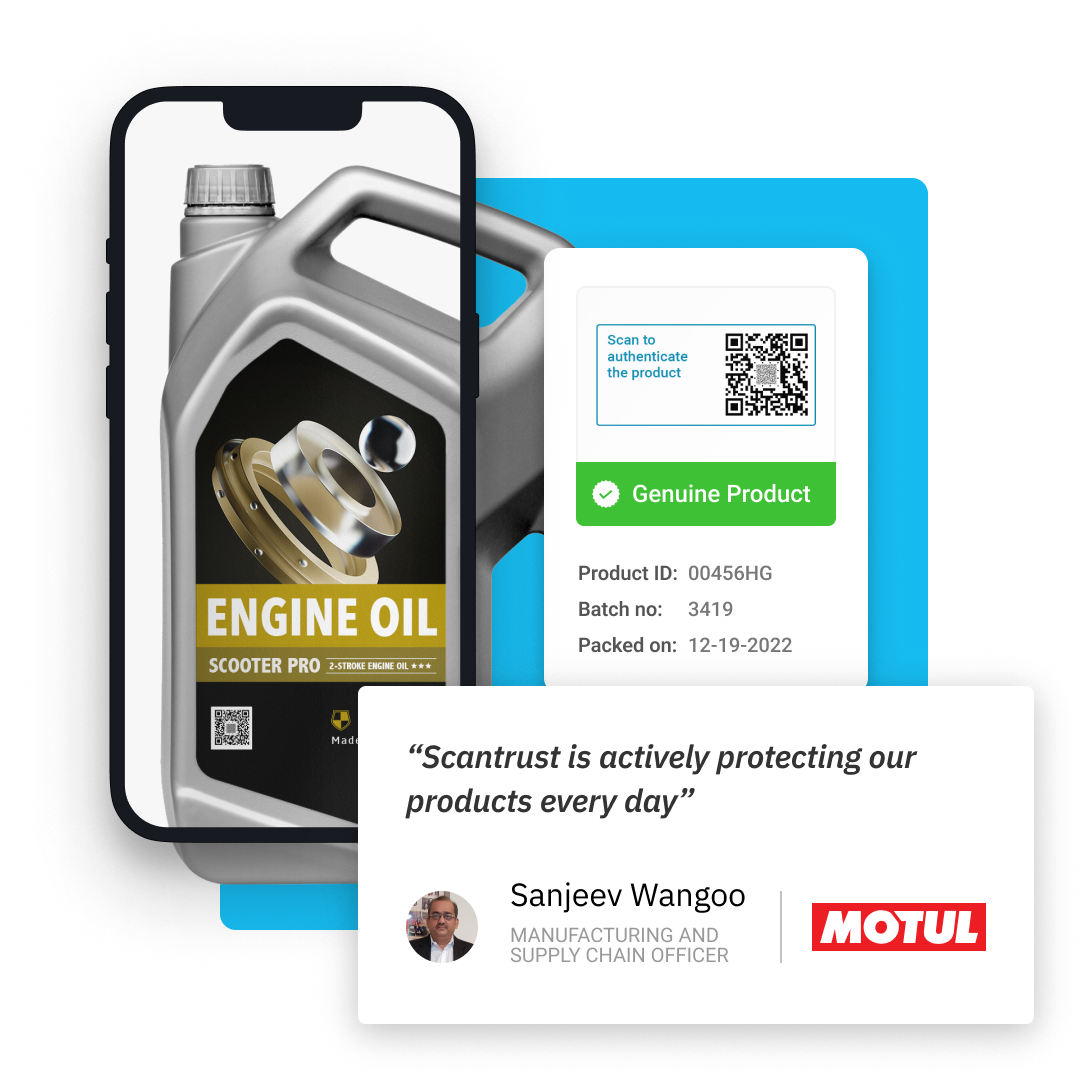 ENGINE OIL
SCOOTER PRO
2-STROKE ENGINE OIL ★★★
Made
Scan to
authenticate
the product
Genuine Product
Product ID: 00456HG
Batch no: 3419
Packed on: 12-19-2022
“Scantrust is actively protecting our
products every day”
Sanjeev Wangoo
MANUFACTURING AND
SUPPLY CHAIN OFFICER
MOTUL